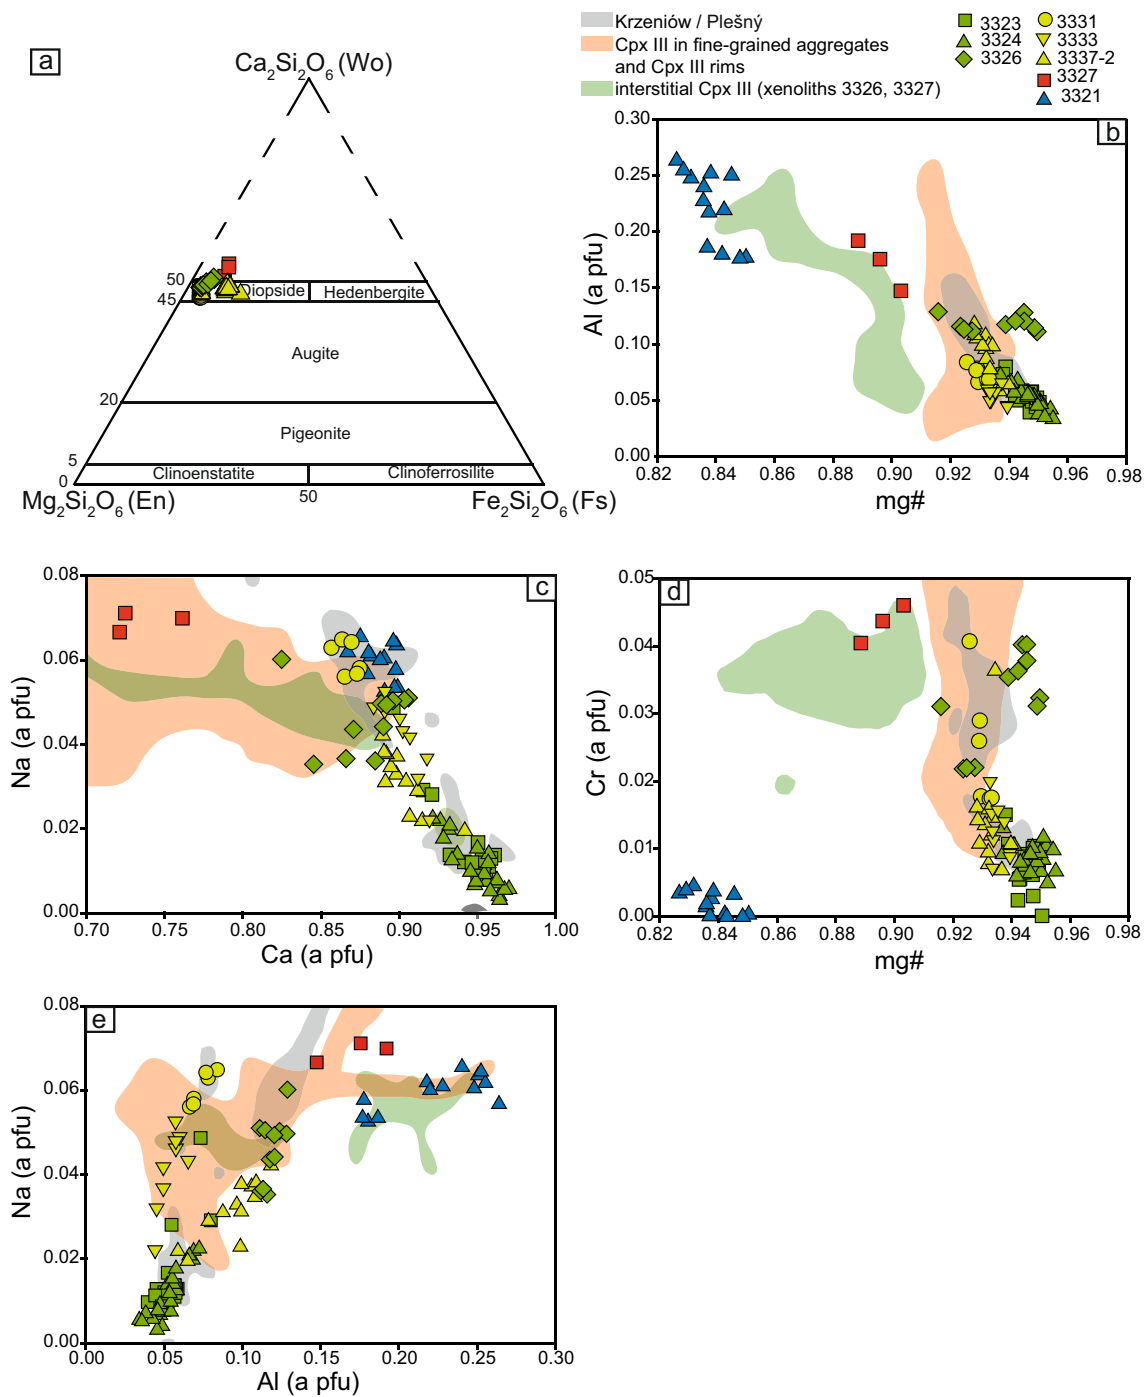 Krzeniów / Plešný
Cpx III in fine-grained aggregates
and Cpx III rims
interstitial Cpx III (xenoliths 3326, 3327)
3323
3324
3326
3331
3333
3337-2
3327
3321
a
Ca2Si2O6 (Wo)
50
45
20
5
0
Diopside
Hedenbergite
Augite
Pigeonite
Clinoenstatite
Clinoferrosilite
Mg2Si2O6 (En)
50
Fe2Si2O6 (Fs)
b
0.30
0.25
0.20
0.15
0.10
0.05
0.00
Al (a pfu)
0.82
0.84
0.86
0.88
0.90
0.92
0.94
0.96
0.98
mg#
c
0.08
0.06
0.04
0.02
0.00
Na (a pfu)
0.70
0.75
0.80
0.85
0.90
0.95
1.00
Ca (a pfu)
d
0.05
0.04
0.03
0.02
0.01
0.00
Cr (a pfu)
0.82
0.84
0.86
0.88
0.90
0.92
0.94
0.96
0.98
mg#
e
0.08
0.06
0.04
0.02
0.00
Na (a pfu)
0.00
0.05
0.10
0.15
0.20
0.25
0.30
Al (a pfu)